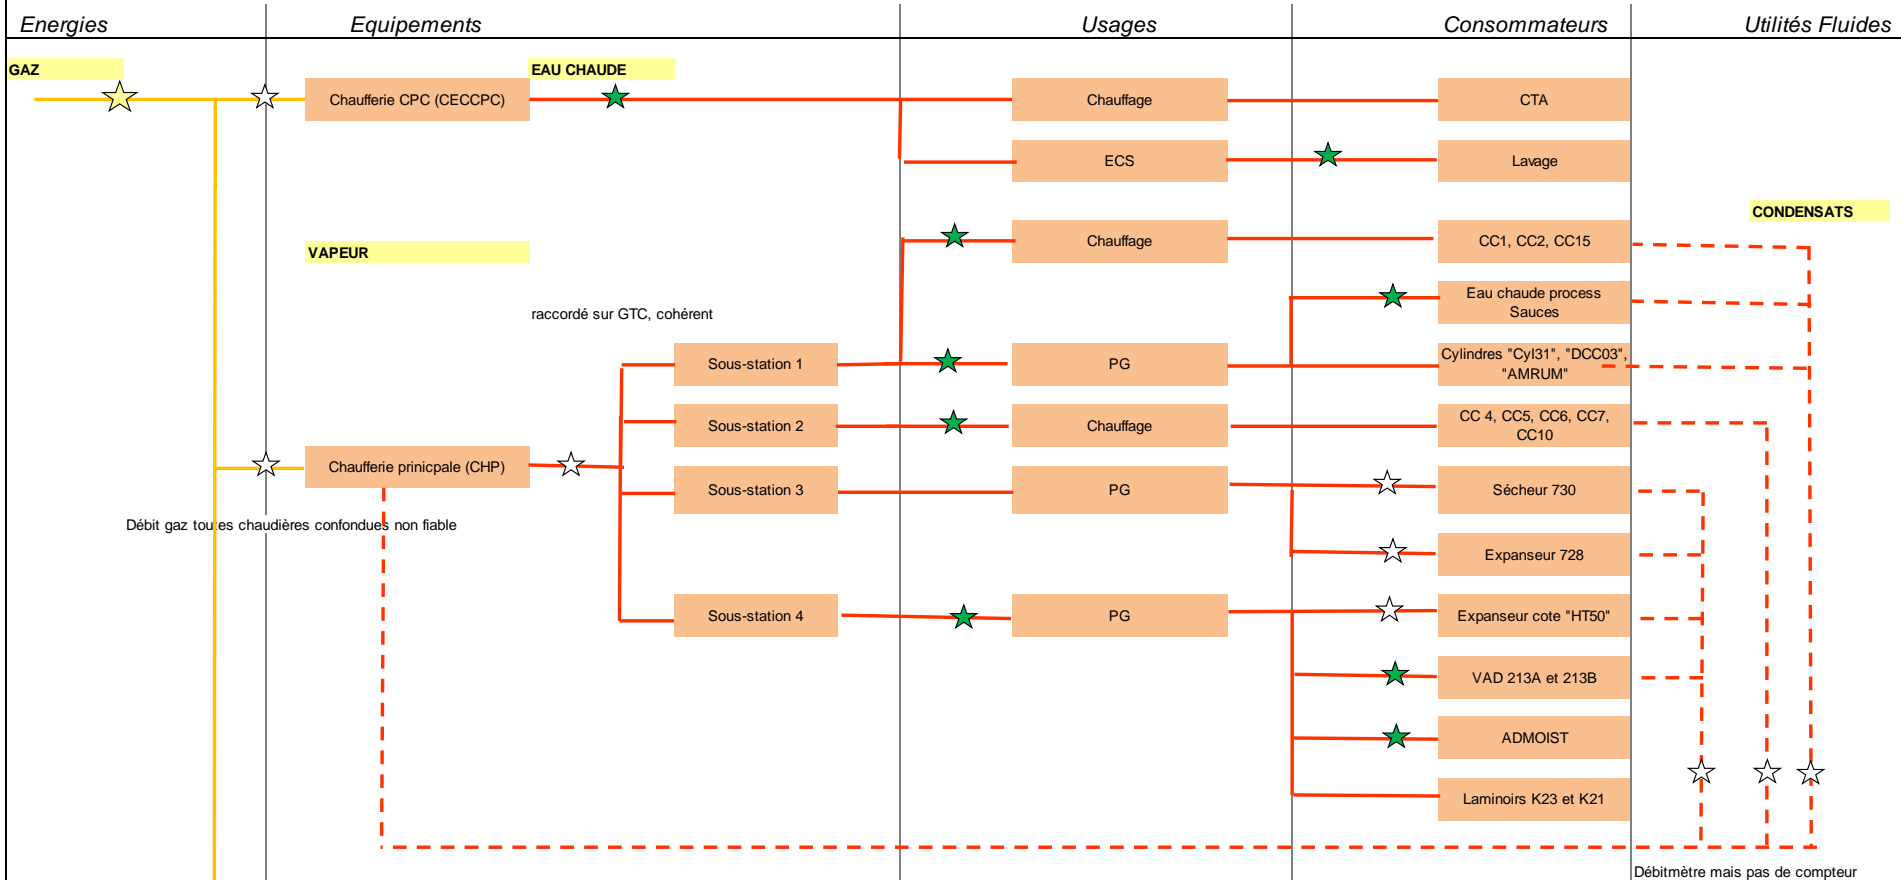 Energies
Equipements
Usages
Consommateurs
Utilités Fluides
GAZ
EAU CHAUDE
Chaufferie CPC (CECCPC)
Chauffage
CTA
ECS
Lavage
CONDENSATS
VAPEUR
Chauffage
CC1, CC2, CC15
raccordé sur GTC, cohérent
Eau chaude process
Sauces
Sous-station 1
PG
Cylindres "Cyl31", "DCC03",
"AMRUM"
Sous-station 2
Chauffage
CC 4, CC5, CC6, CC7,
CC10
Chaufferie prinicpale (CHP)
Sous-station 3
PG
Sécheur 730
Débit gaz toutes chaudières confondues non fiable
Expanseur 728
Sous-station 4
PG
Expanseur cote "HT50"
VAD 213A et 213B
ADMOIST
Laminoirs K23 et K21
Débitmètre mais pas de compteur